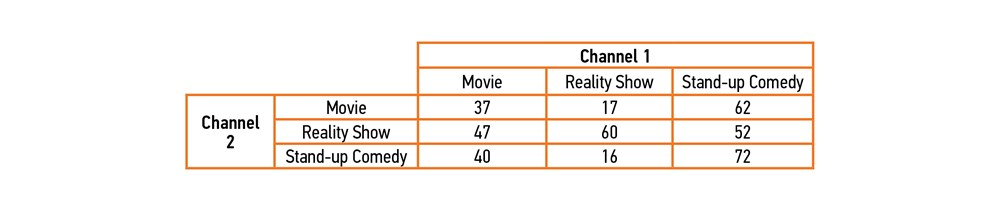 Channel 1
Movie Reality Show Stand-up Comedy
Channel 2
Movie 37 17 62
Reality Show 47 60 52
Stand-up Comedy 40 16 72